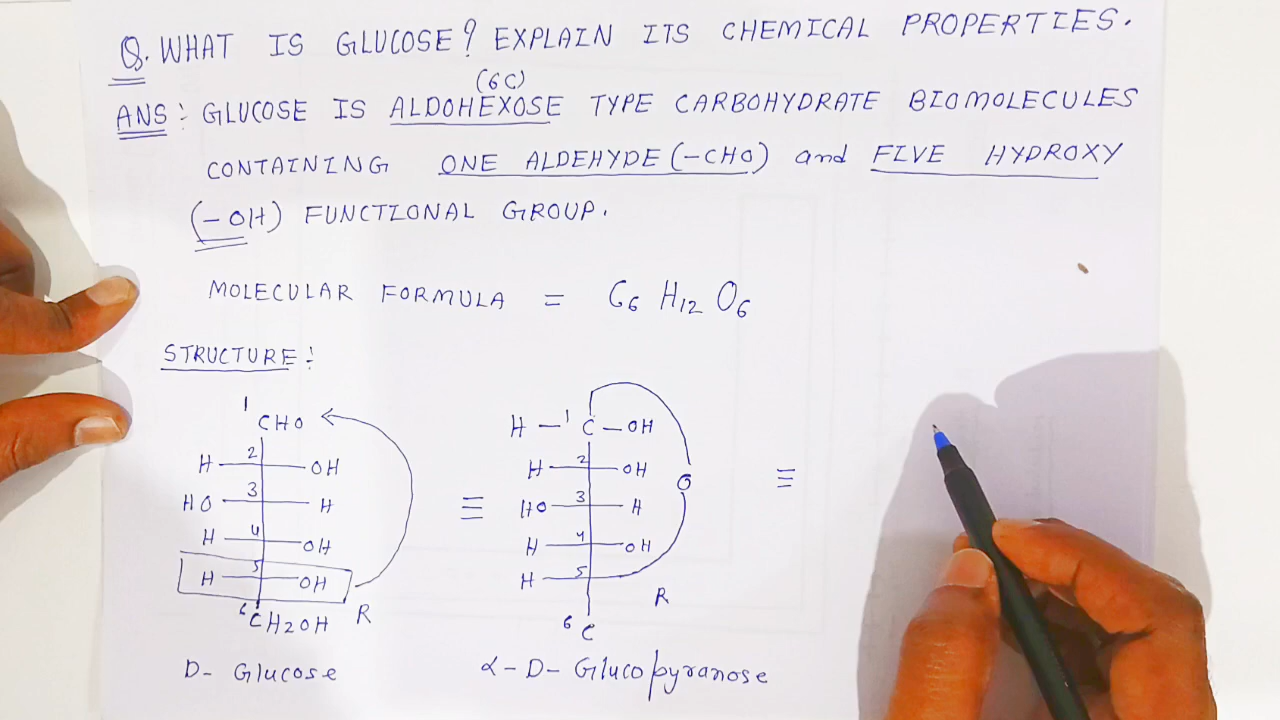 Q. WHAT IS GLUCOSE? EXPLAIN ITS CHEMICAL PROPERTIES.
(6C)
ANS: GLUCOSE IS ALDOHEXOSE TYPE CARBOHYDRATE BIOMOLECULES
CONTAINING ONE ALDEHYDE (-CHO) and FIVE HYDROXY
(-OH) FUNCTIONAL GROUP.
MOLECULAR FORMULA = C6 H12 O6
STRUCTURE:
1
CHO
H 2 OH
HO 3 H
H 4 OH
H 5 OH
6 CH2OH R
D- Glucose
≡
H - 1 C - OH
H 2 OH
HO 3 H
H 4 OH
H 5
O
R
6 C
α-D-Glucopyranose
≡